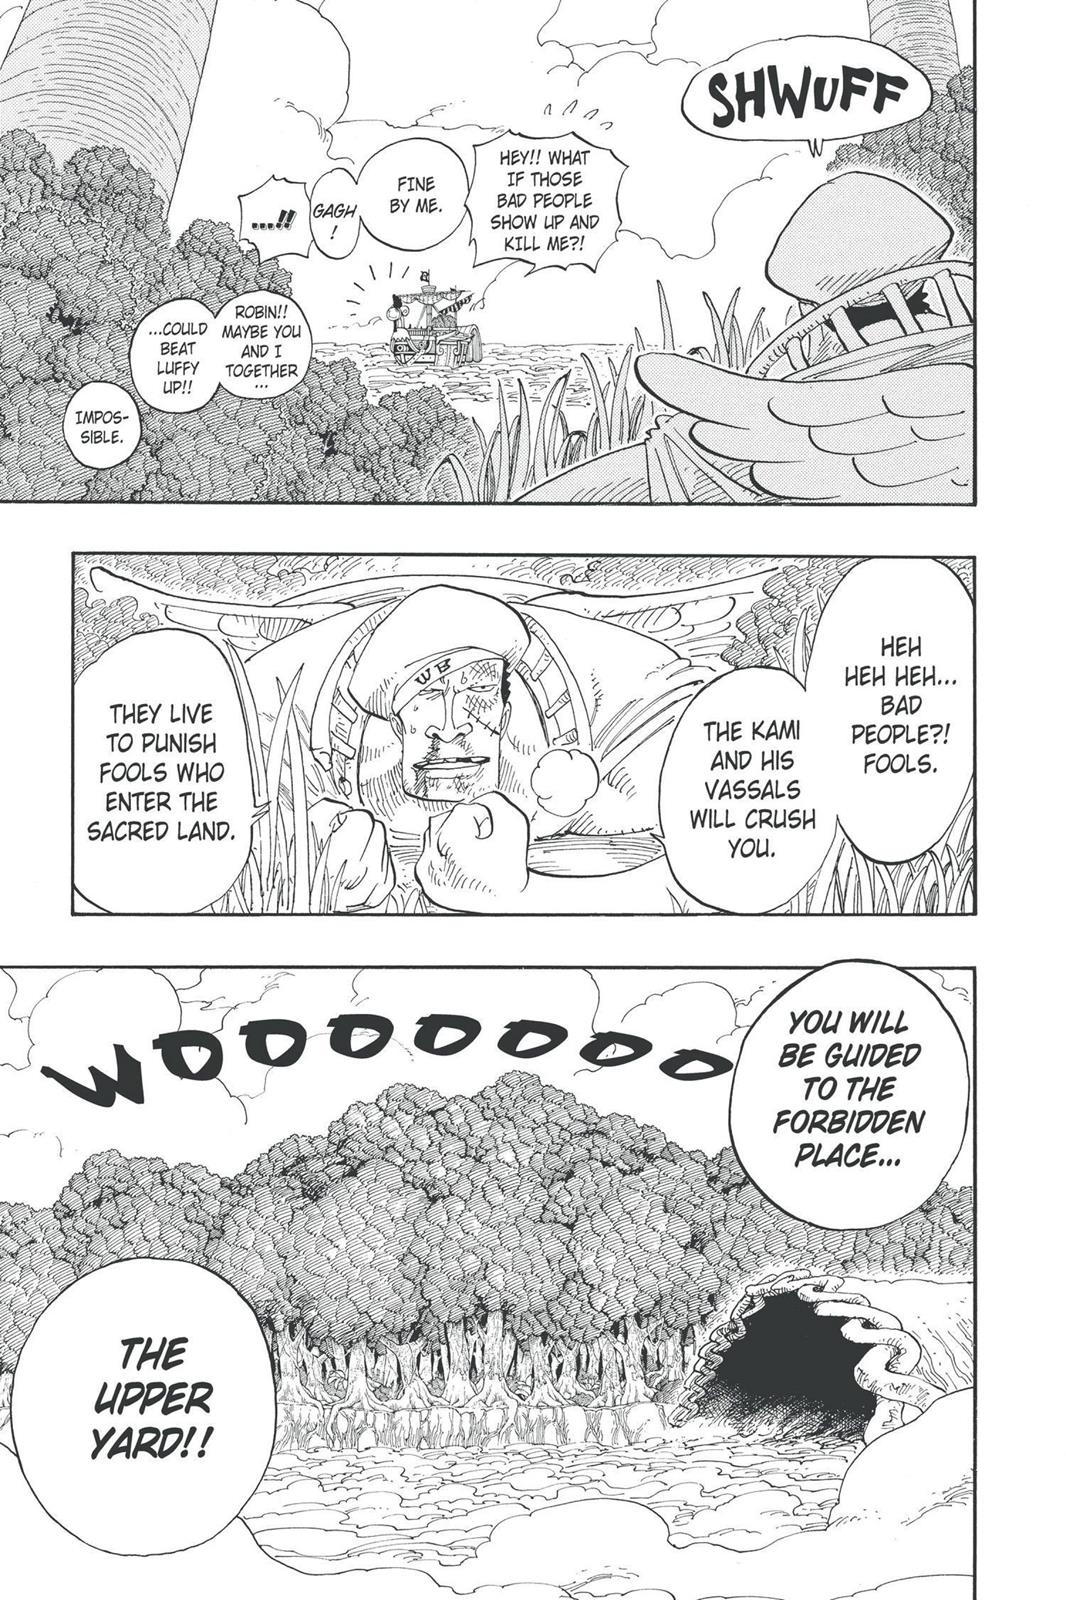 SHWUFF
HEY!! WHAT
IF THOSE
BAD PEOPLE
SHOW UP AND
KILL ME?!
FINE
BY ME.
GAGH
!
....!!
ROBIN!!
MAYBE YOU
AND I
TOGETHER
...
...COULD
BEAT
LUFFY
UP!!
IMPOS-
SIBLE.
HEH
HEH HEH...
BAD
PEOPLE?!
FOOLS.
THE KAMI
AND HIS
VASSALS
WILL CRUSH
YOU.
WB
THEY LIVE
TO PUNISH
FOOLS WHO
ENTER THE
SACRED LAND.
YOU WILL
BE GUIDED
TO THE
FORBIDDEN
PLACE...
WOOOOOOO
THE
UPPER
YARD!!